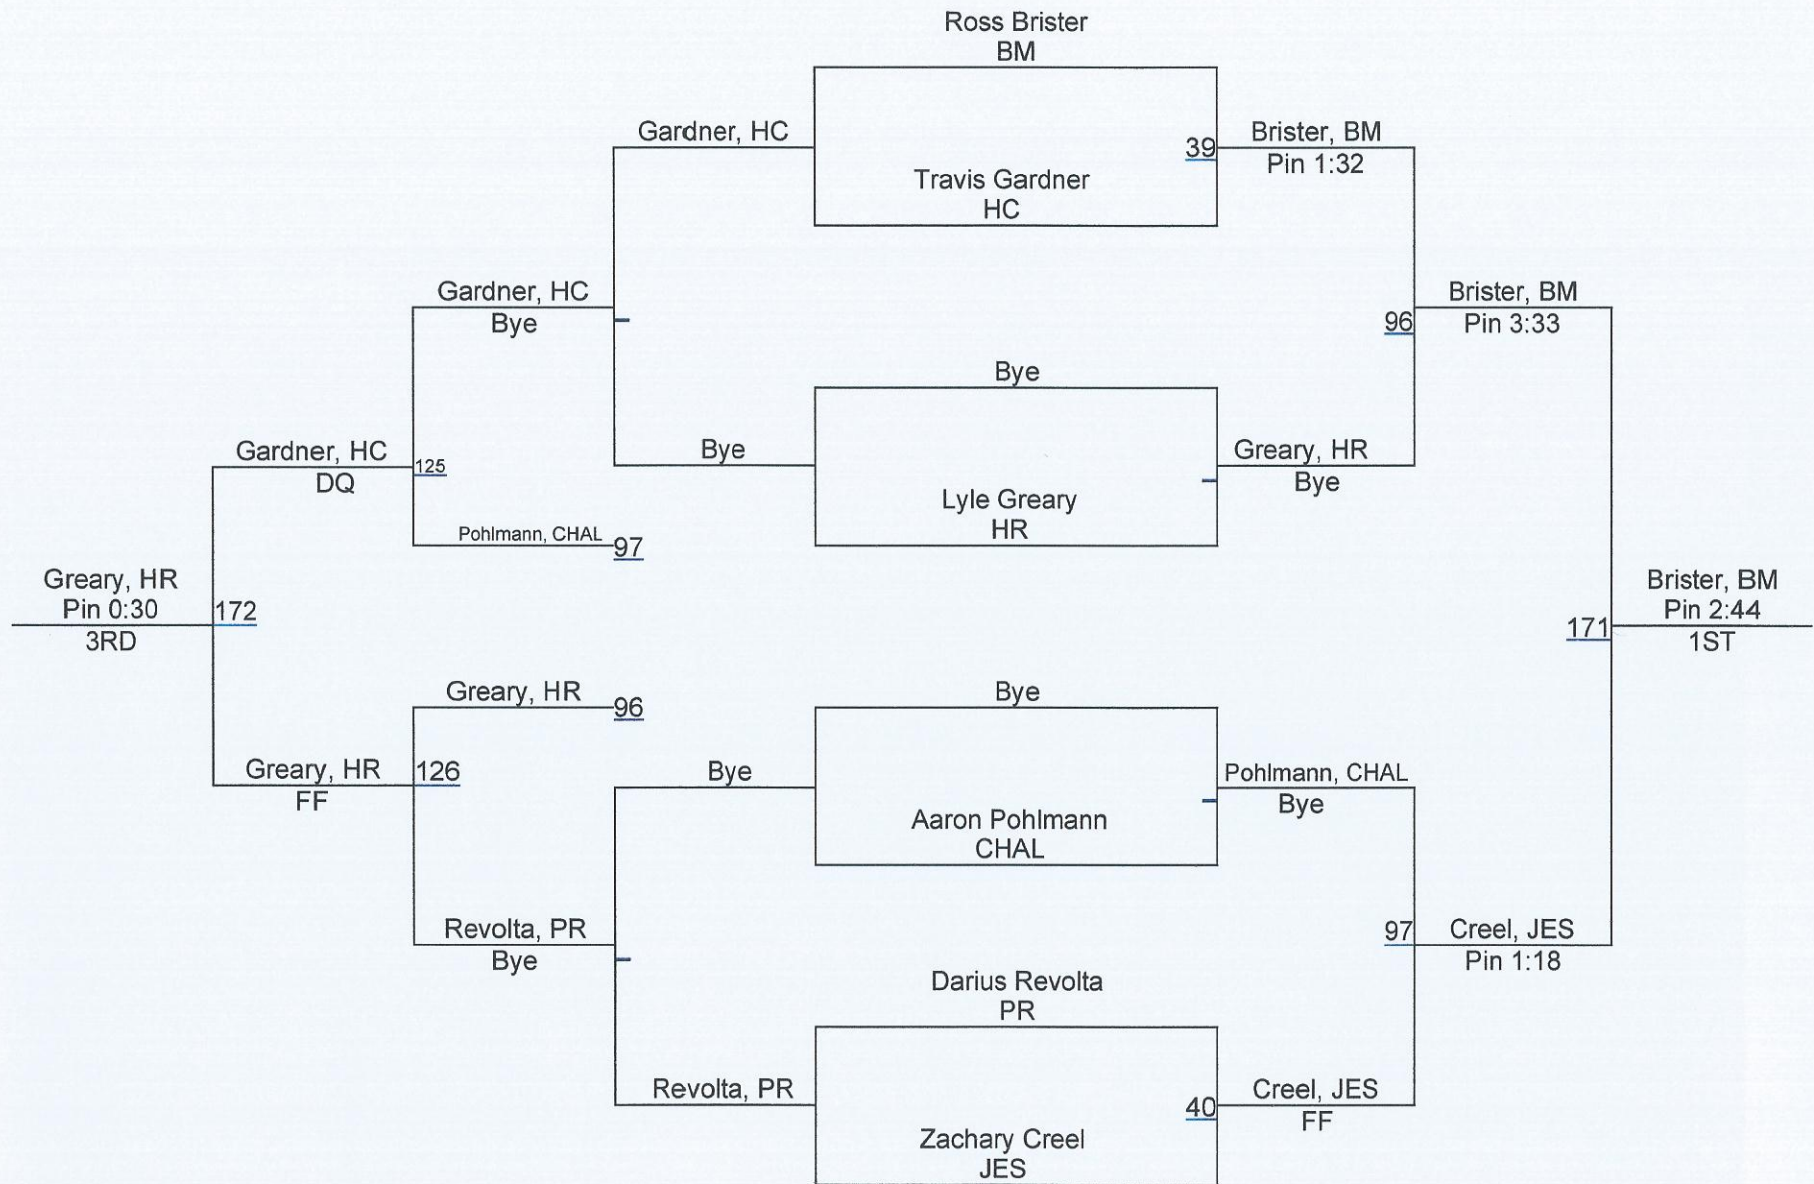 Ross Brister
BM
Gardner, HC
39
Brister, BM
Pin 1:32
Travis Gardner
HC
Gardner, HC
Bye
Brister, BM
Pin 3:33
96
Bye
Gardner, HC
DQ
125
Bye
Greary, HR
Bye
Lyle Greary
HR
Pohlmann, CHAL
97
Greary, HR
Pin 0:30
3RD
172
171
Brister, BM
Pin 2:44
1ST
Greary, HR
96
Bye
Greary, HR
FF
126
Bye
Pohlmann, CHAL
Bye
Aaron Pohlmann
CHAL
Revolta, PR
Bye
97
Creel, JES
Pin 1:18
Darius Revolta
PR
Revolta, PR
40
Creel, JES
FF
Zachary Creel
JES